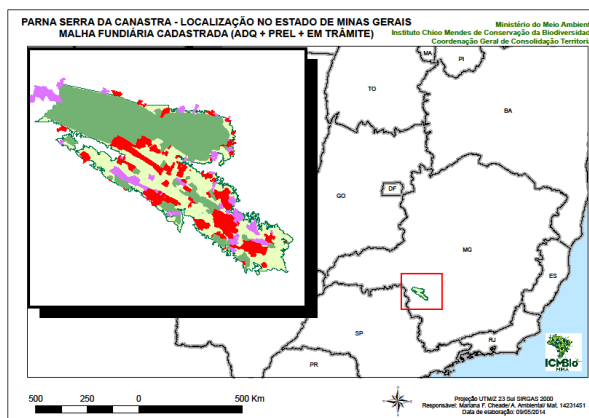 PARNA SERRA DA CANASTRA - LOCALIZAÇÃO NO ESTADO DE MINAS GERAIS
MALHA FUNDIÁRIA CADASTRADA (ADQ + PREL + EM TRÂMITE)
Ministério do Meio Ambient
Instituto Chico Mendes de Conservação da Biodiversidad
Coordenação Geral de Consolidação Territoria
MA
PI
TO
BA
GO
DF
MG
ES
SP
RJ
PR
ICMBio
MMA
500 250 0 500 Km
Projeção UTM/Z 23 Sul SIRGAS 2000
Responsável: Mariana F. Cheade/ A. Ambiental/ Mat. 14231451
Data de elaboração: 09/05/2014